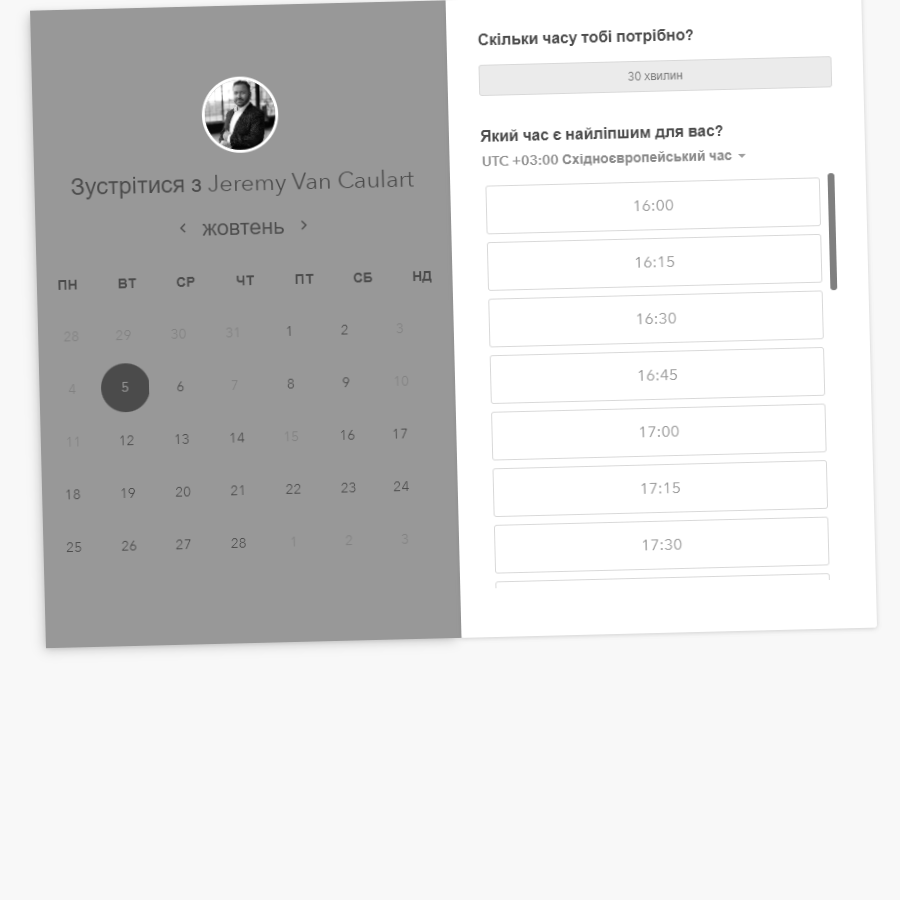 Зустрітися з Jeremy Van Caulart
жовтень
ПН ВТ СР ЧТ ПТ СБ НД
28 29 30 31 1 2 3
4 5 6 7 8 9 10
11 12 13 14 15 16 17
18 19 20 21 22 23 24
25 26 27 28 1 2 3
Скільки часу тобі потрібно?
30 хвилин
Який час є найліпшим для вас?
UTC +03:00 Східноєвропейський час
16:00
16:15
16:30
16:45
17:00
17:15
17:30